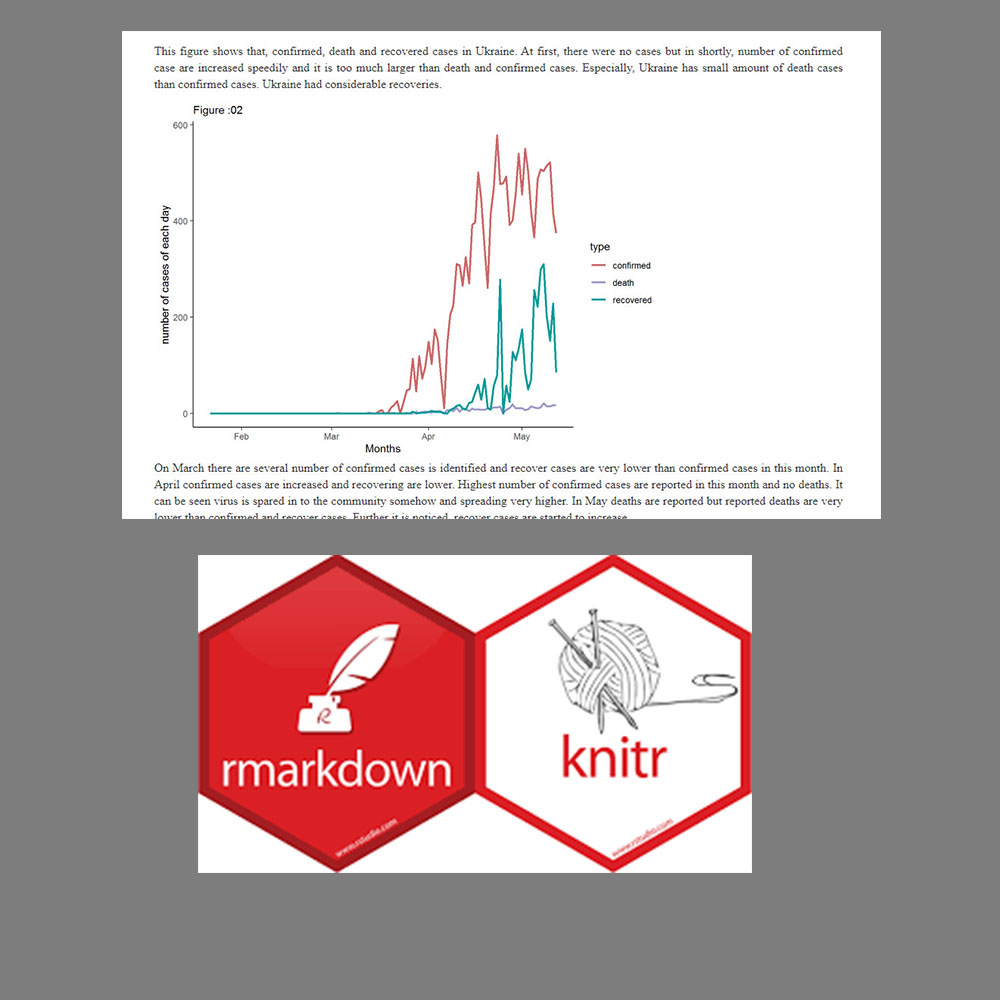 This figure shows that, confirmed, death and recovered cases in Ukraine. At first, there were no cases but in shortly, number of confirmed
case are increased speedily and it is too much larger than death and confirmed cases. Especially, Ukraine has small amount of death cases
than confirmed cases. Ukraine had considerable recoveries.
Figure :02
600
400
200
0
number of cases of each day
Feb Mar Apr May
Months
type
confirmed
death
recovered
On March there are several number of confirmed cases is identified and recover cases are very lower than confirmed cases in this month. In
April confirmed cases are increased and recovering are lower. Highest number of confirmed cases are reported in this month and no deaths. It
can be seen virus is spared in to the community somehow and spreading very higher. In May deaths are reported but reported deaths are very
lower than confirmed and recover cases. Further it is noticed, recover cases are started to increase.
R
rmarkdown
www.rstudio.com
knitr
www.rstudio.com